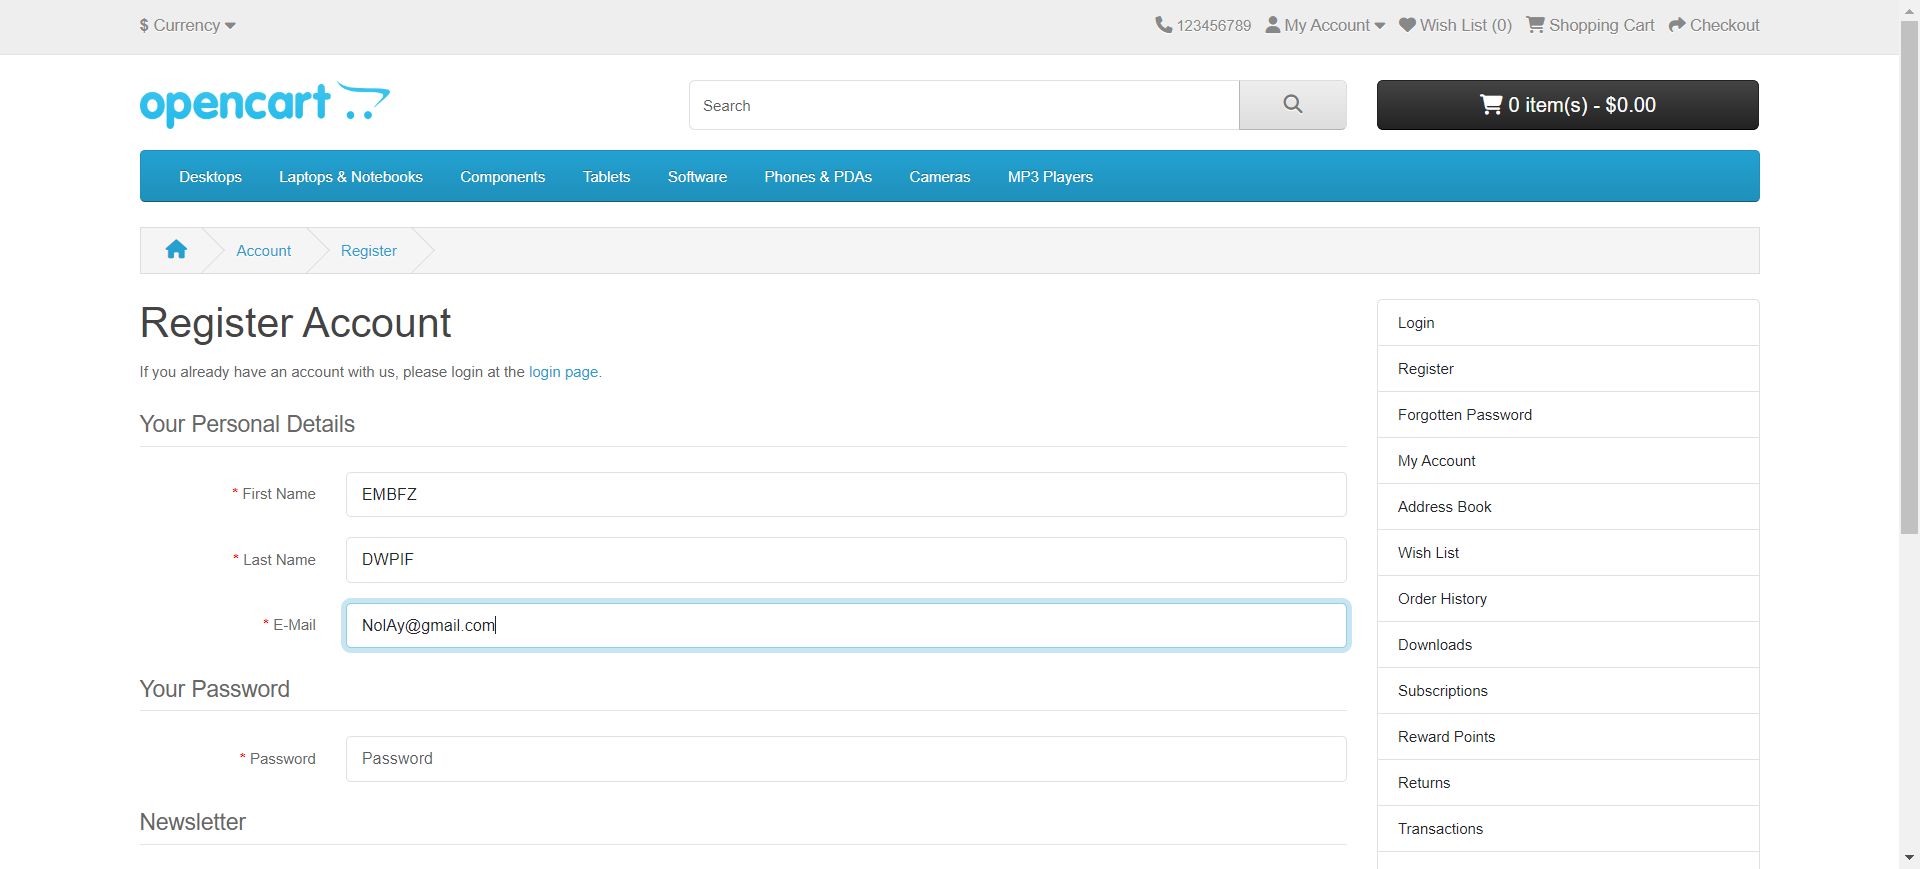 $ Currency
123456789 My Account Wish List (0) Shopping Cart Checkout
opencart
Search
0 item(s) - $0.00
Desktops Laptops & Notebooks Components Tablets Software Phones & PDAs Cameras MP3 Players
Account Register
Register Account
If you already have an account with us, please login at the login page.
Your Personal Details
* First Name EMBFZ
* Last Name DWPIF
* E-Mail NolAy@gmail.com
Your Password
* Password Password
Newsletter
Login
Register
Forgotten Password
My Account
Address Book
Wish List
Order History
Downloads
Subscriptions
Reward Points
Returns
Transactions